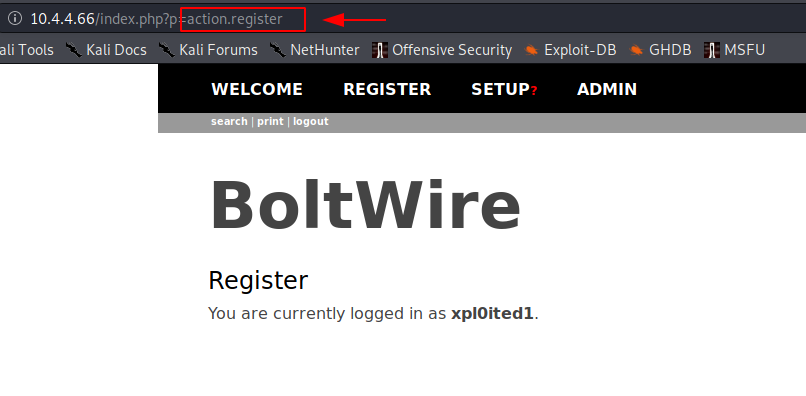 10.4.4.66/index.php?p=action.register
ali Tools Kali Docs Kali Forums NetHunter Offensive Security Exploit-DB GHDB MSFU
WELCOME REGISTER SETUP? ADMIN
search | print | logout
BoltWire
Register
You are currently logged in as xpl0ited1.